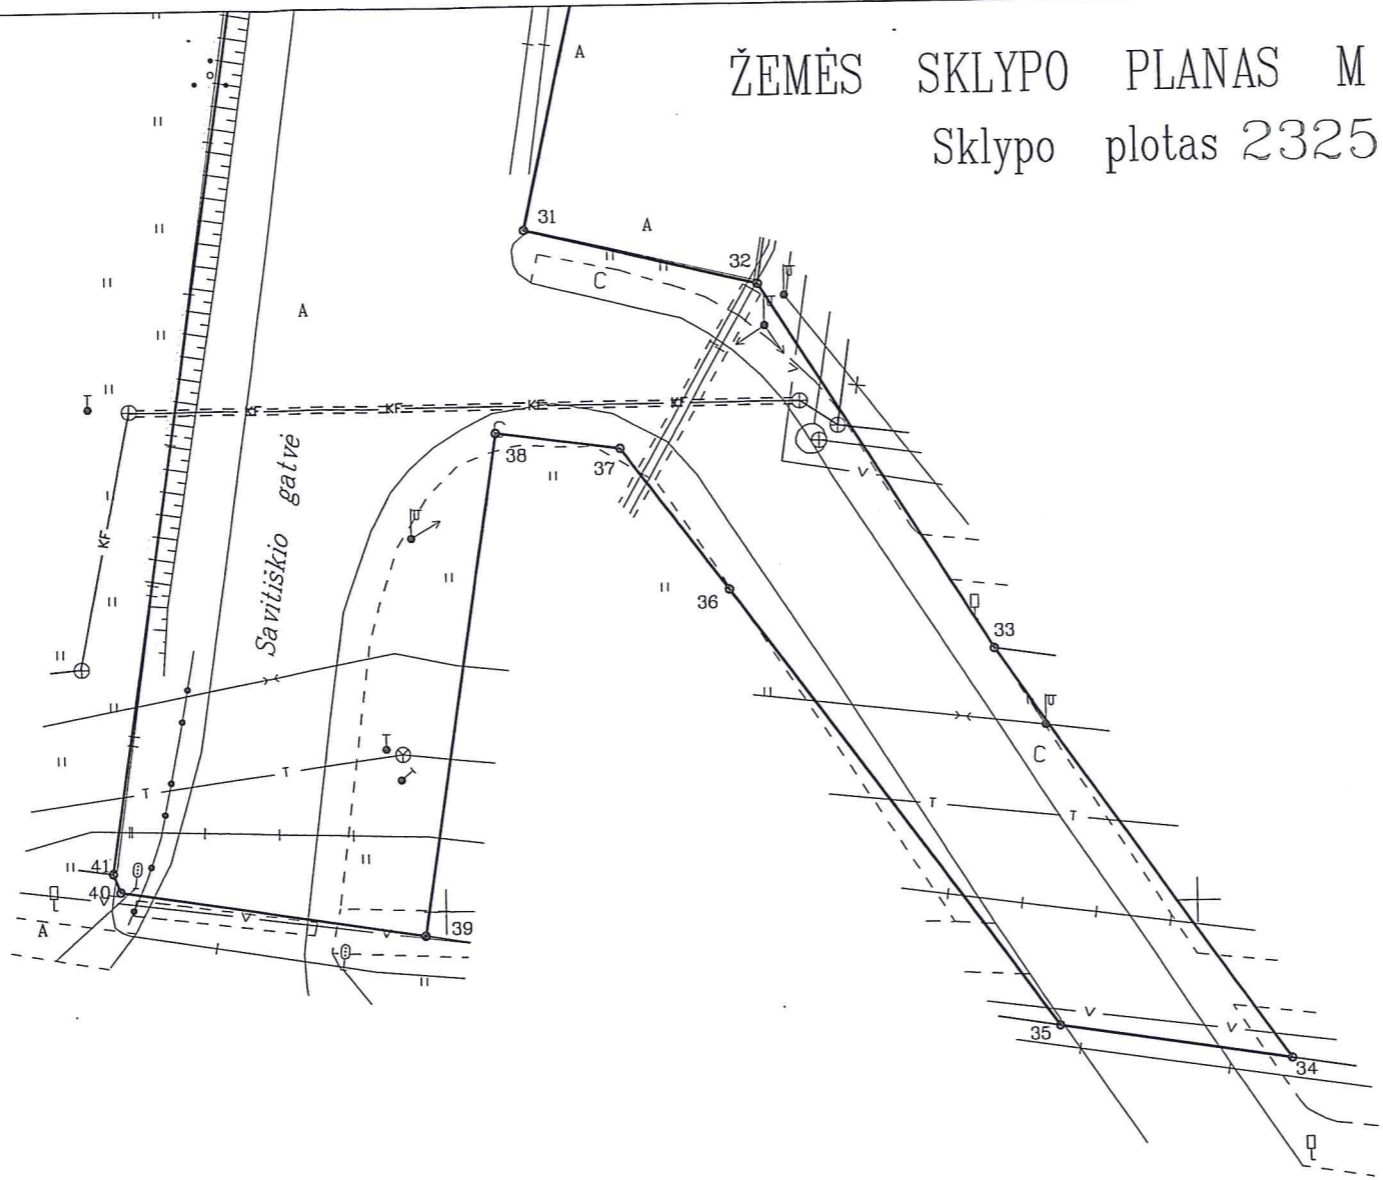 ŽEMĖS SKLYPO PLANAS M
Sklypo plotas 2325
A
31
A
32
C
A
KF
KF
KF
KF
38
37
Savitiškio gatvė
KF
36
33
C
T
T
T
T
41
40
39
A
V
V
V
V
V
35
34